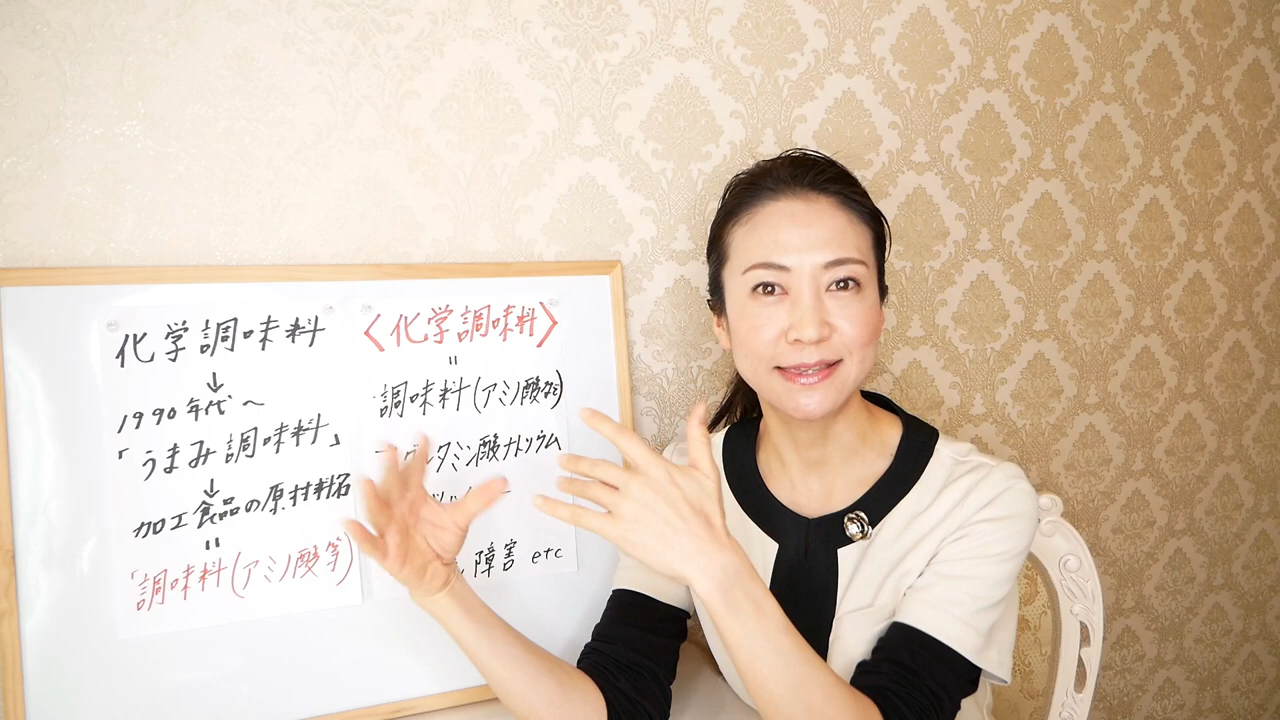 化学調味料
↓
1990年代〜
「うまみ調味料」
↓
加工食品の原材料名
=
「調味料(アミノ酸等)
〈化学調味料〉
=
調味料(アミノ酸など)
タミン酸ナトリウム
障害 etc